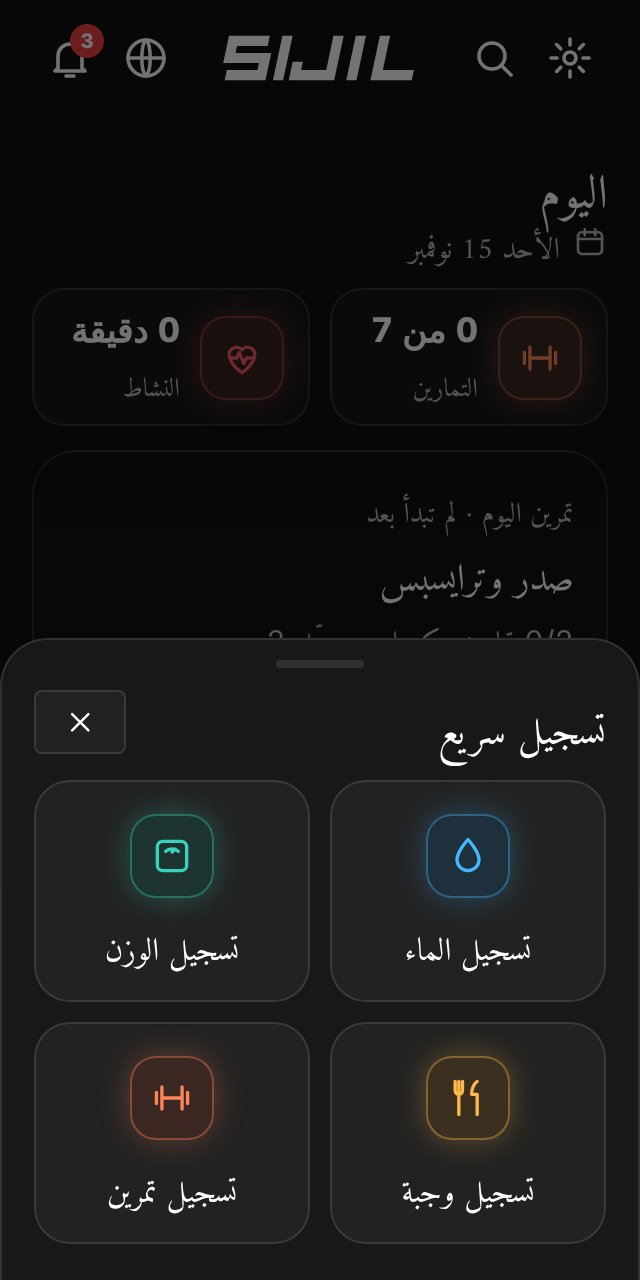 3
SIJIL
اليوم
الأحد 15 نوفمبر
0 من 7
التمارين
0 دقيقة
النشاط
تمرين اليوم · لم تبدأ بعد
صدر وترايسبس
تسجيل سريع
تسجيل الماء
تسجيل الوزن
تسجيل وجبة
تسجيل تمرين